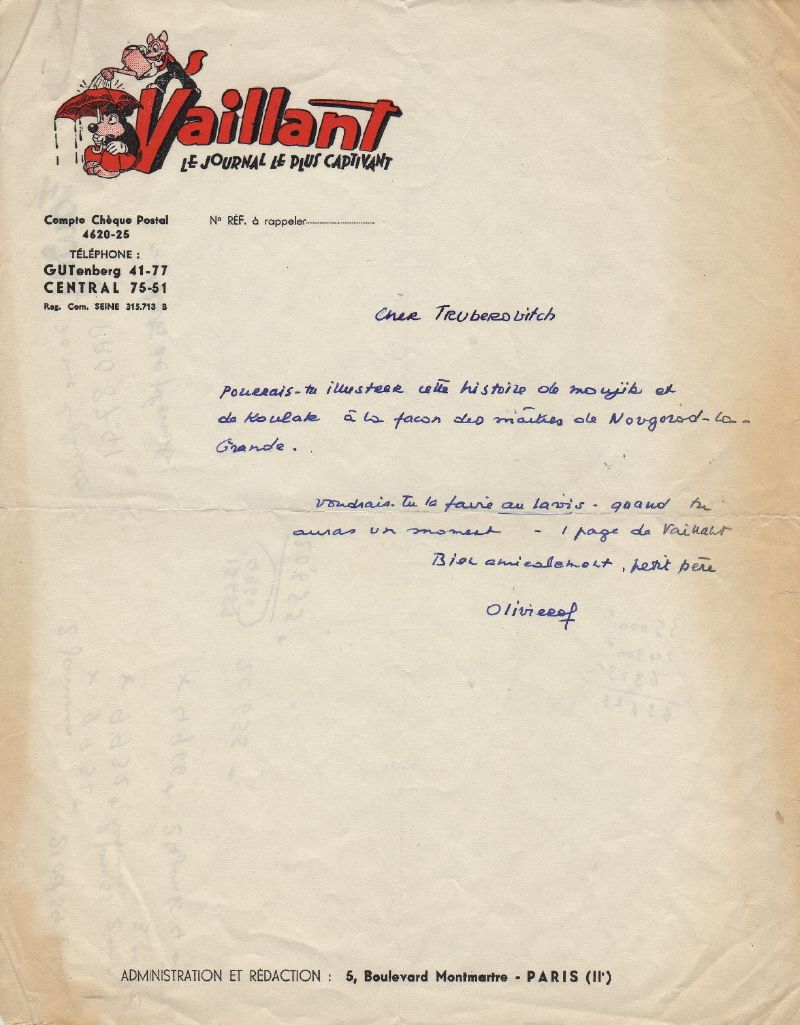 Vaillant
LE JOURNAL LE PLUS CAPTIVANT
Compte Chèque Postal
4620-25
TÉLÉPHONE :
GUTenberg 41-77
CENTRAL 75-51
Reg. Com. SEINE 315.713 B
N° RÉF. à rappeler
Cher TRUBEROVITCH
Pourrais-tu illustrer cette histoire de moujik et
de Koulak à la façon des maîtres de Novgorod-la-
Grande.
Voudrais-Tu la faire au lavis - quand tu
auras un moment - 1 page de Vaillant
Bien amicalement, petit père
Olivierof
ADMINISTRATION ET RÉDACTION : 5, Boulevard Montmartre - PARIS (IIe)